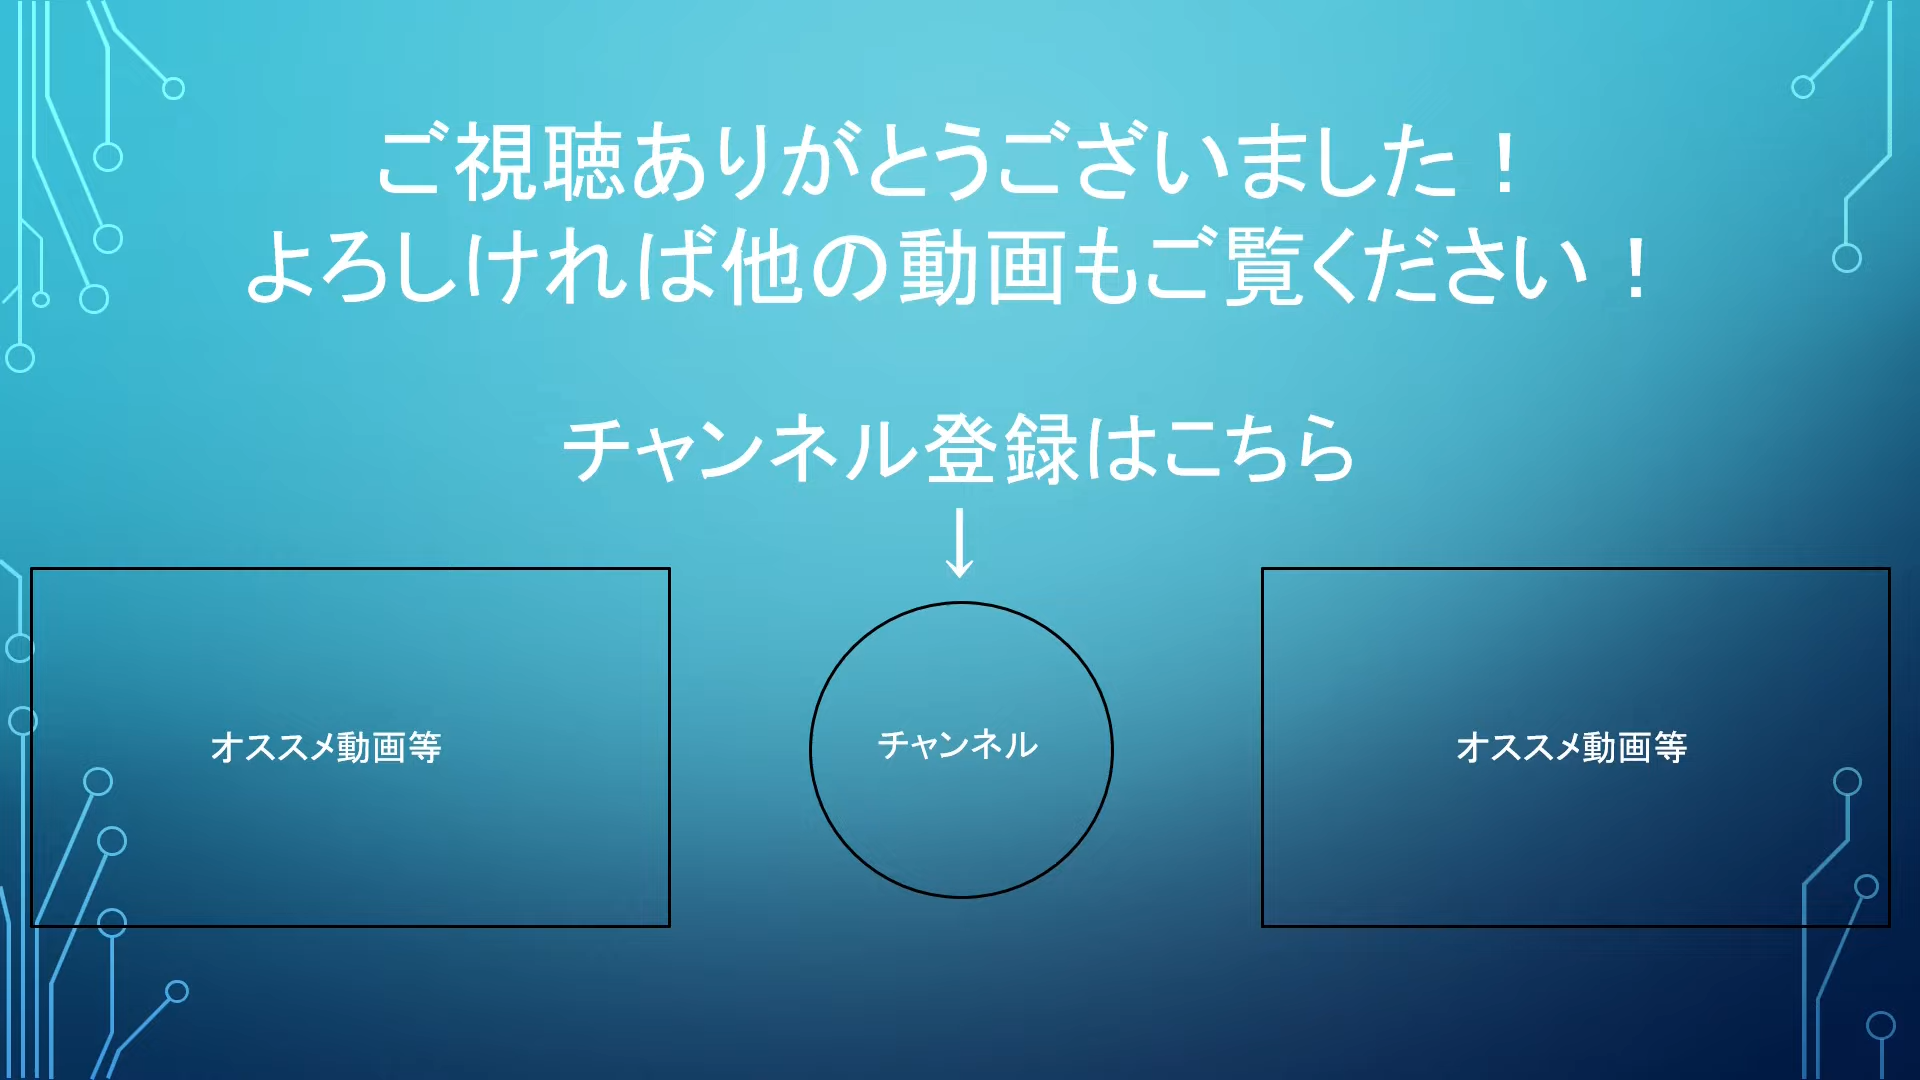 ご視聴ありがとうございました！
よろしければ他の動画もご覧ください！
チャンネル登録はこちら
↓
オススメ動画等
チャンネル
オススメ動画等